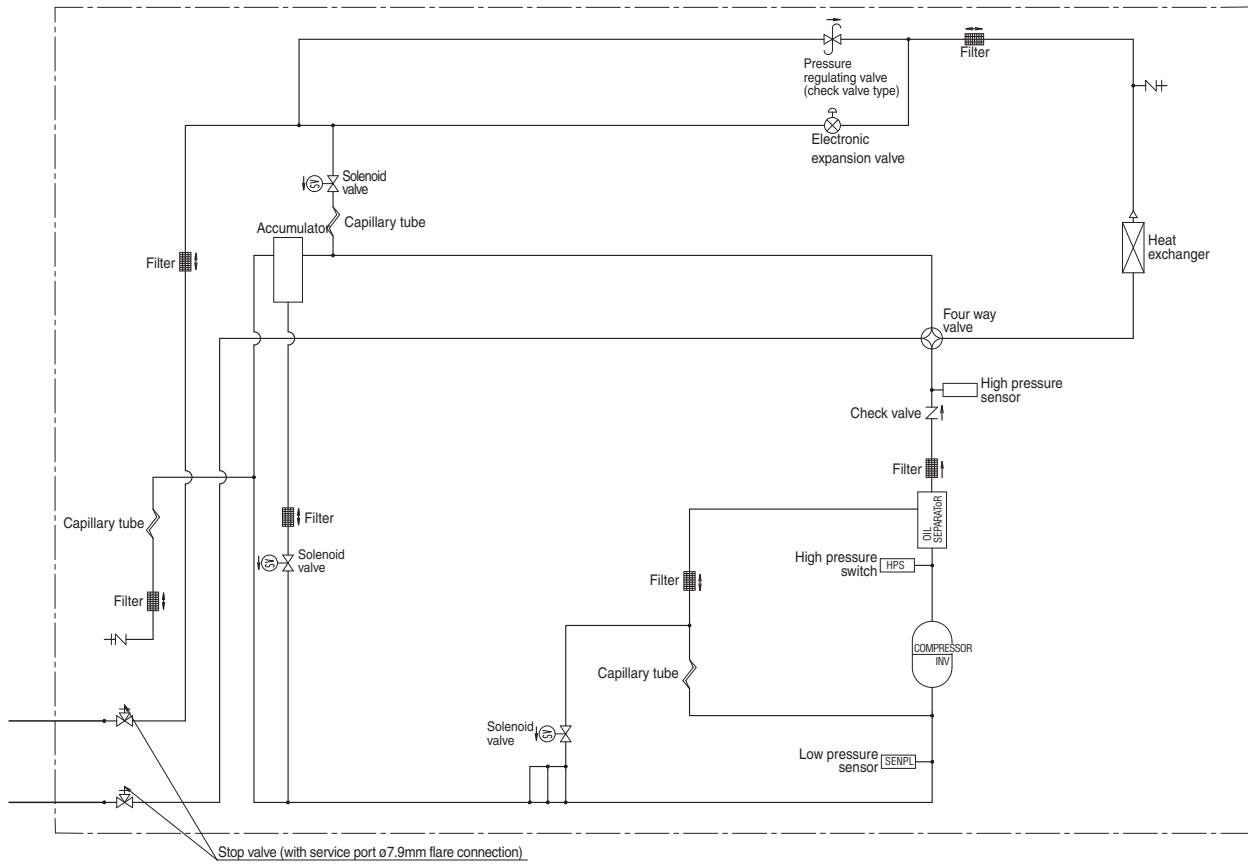 Pressure
regulating valve
(check valve type)
Filter
Electronic
expansion valve
SV
Solenoid
valve
Capillary tube
Accumulator
Filter
Heat
exchanger
Four way
valve
High pressure
sensor
Check valve
Filter
Capillary tube
Filter
SV
Solenoid
valve
OIL
SEPARAToR
High pressure
switch
HPS
Filter
Filter
COMPRESSOR
INV
Capillary tube
Solenoid
valve
SV
Low pressure
sensor
SENPL
Stop valve (with service port ø7.9mm flare connection)